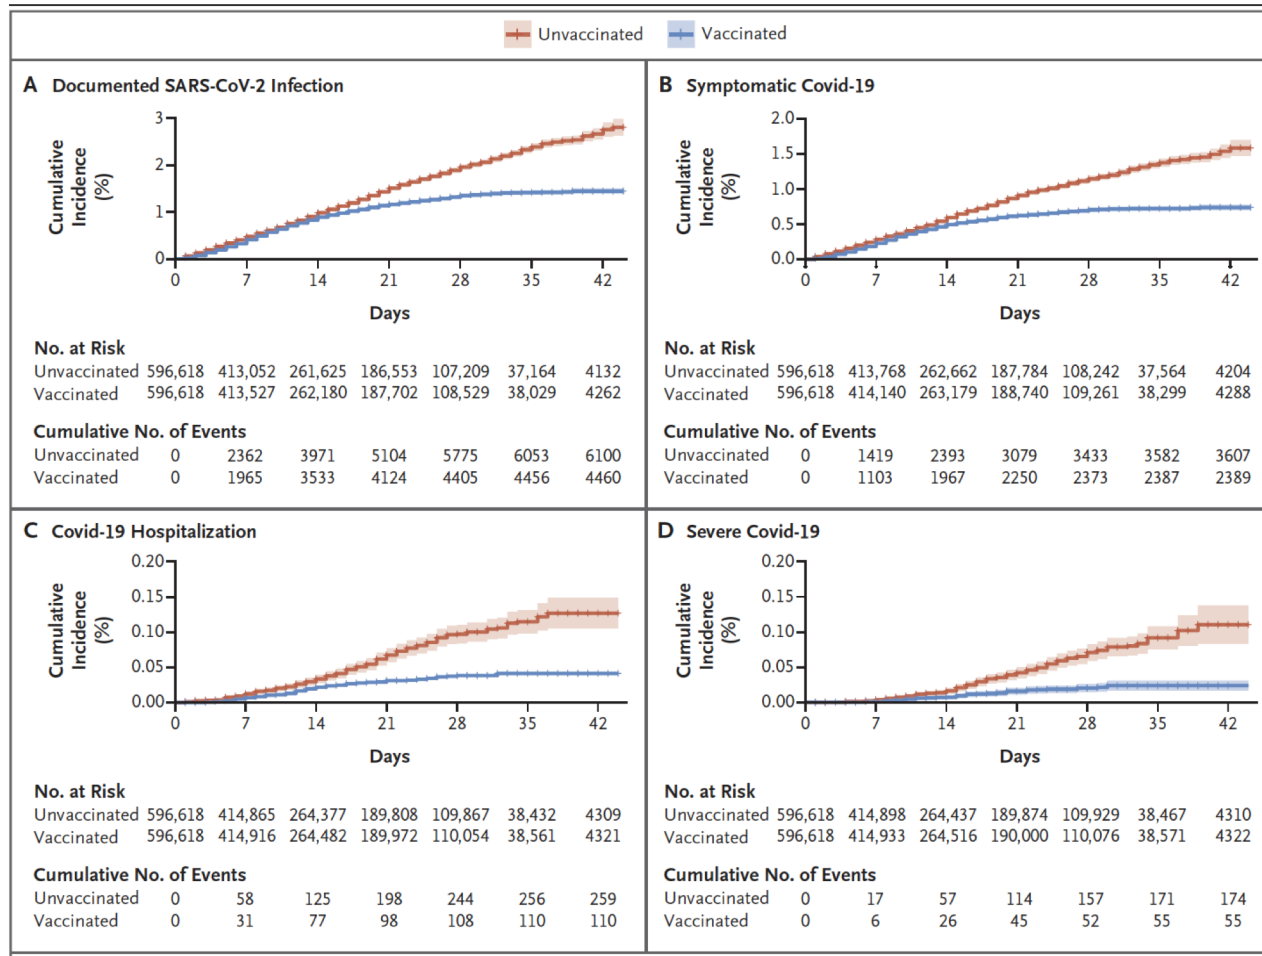 Unvaccinated Vaccinated
A Documented SARS-CoV-2 Infection
Cumulative Incidence (%)
3
2
1
0
0 7 14 21 28 35 42
Days
No. at Risk
Unvaccinated 596,618 413,052 261,625 186,553 107,209 37,164 4132
Vaccinated 596,618 413,527 262,180 187,702 108,529 38,029 4262
Cumulative No. of Events
Unvaccinated 0 2362 3971 5104 5775 6053 6100
Vaccinated 0 1965 3533 4124 4405 4456 4460
B Symptomatic Covid-19
Cumulative Incidence (%)
2.0
1.5
1.0
0.5
0.0
0 7 14 21 28 35 42
Days
No. at Risk
Unvaccinated 596,618 413,768 262,662 187,784 108,242 37,564 4204
Vaccinated 596,618 414,140 263,179 188,740 109,261 38,299 4288
Cumulative No. of Events
Unvaccinated 0 1419 2393 3079 3433 3582 3607
Vaccinated 0 1103 1967 2250 2373 2387 2389
C Covid-19 Hospitalization
Cumulative Incidence (%)
0.20
0.15
0.10
0.05
0.00
0 7 14 21 28 35 42
Days
No. at Risk
Unvaccinated 596,618 414,865 264,377 189,808 109,867 38,432 4309
Vaccinated 596,618 414,916 264,482 189,972 110,054 38,561 4321
Cumulative No. of Events
Unvaccinated 0 58 125 198 244 256 259
Vaccinated 0 31 77 98 108 110 110
D Severe Covid-19
Cumulative Incidence (%)
0.20
0.15
0.10
0.05
0.00
0 7 14 21 28 35 42
Days
No. at Risk
Unvaccinated 596,618 414,898 264,437 189,874 109,929 38,467 4310
Vaccinated 596,618 414,933 264,516 190,000 110,076 38,571 4322
Cumulative No. of Events
Unvaccinated 0 17 57 114 157 171 174
Vaccinated 0 6 26 45 52 55 55